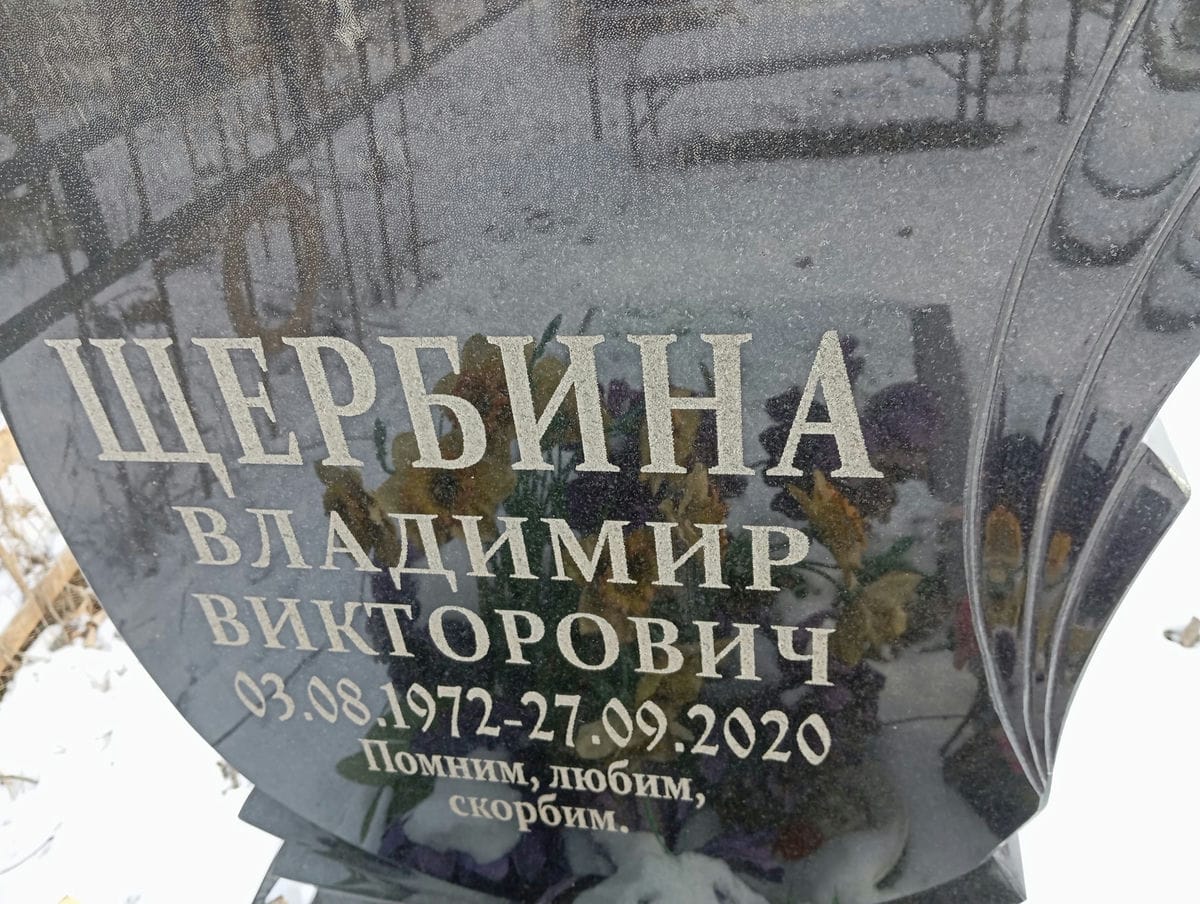 ЩЕРБИНА
ВЛАДИМИР
ВИКТОРОВИЧ
03.08.1972-27.09.2020
Помним, любим,
скорбим.